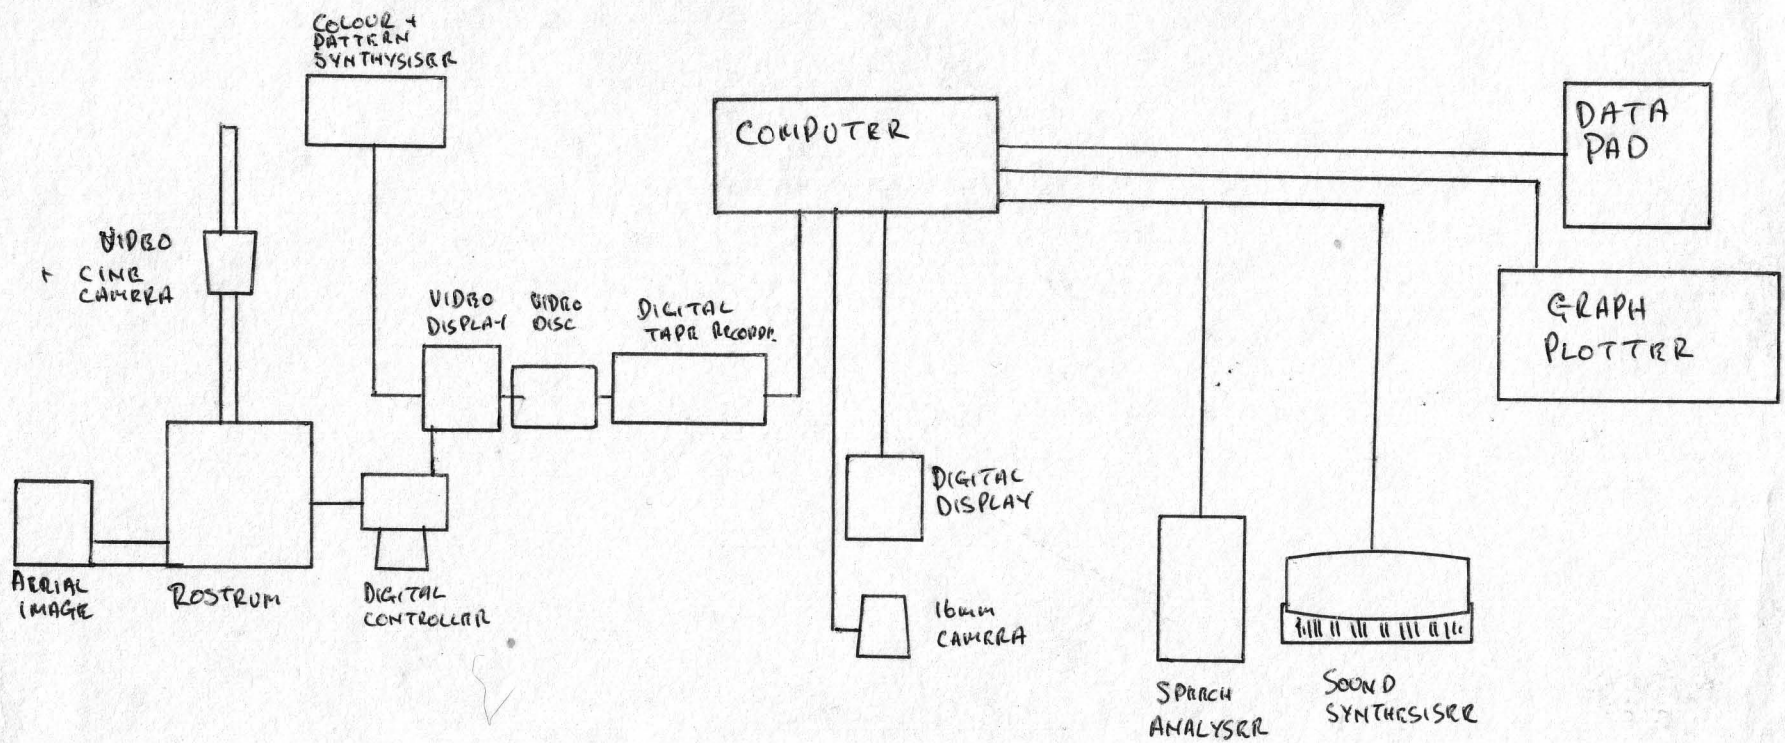 COLOUR +
PATTERN
SYNTHYSISER
COMPUTER
DATA
PAD
VIDEO
+ CINE
CAMERA
VIDEO
DISPLAY
VIDEO
DISC
DIGITAL
TAPE RECORDR.
GRAPH
PLOTTER
AERIAL
IMAGE
ROSTRUM
DIGITAL
CONTROLLER
DIGITAL
DISPLAY
16mm
CAMERA
SPEECH
ANALYSER
SOUND
SYNTHESISER